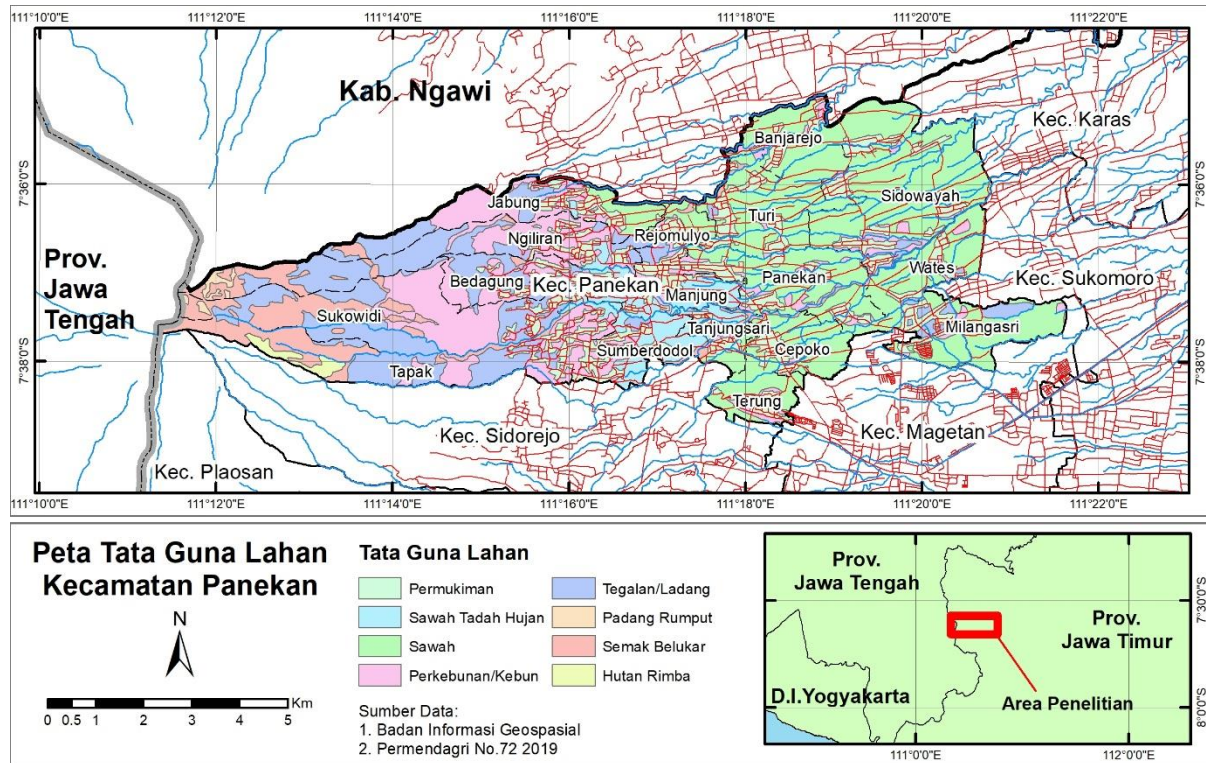 111°10'0"E 111°12'0"E 111°14'0"E 111°16'0"E 111°18'0"E 111°20'0"E 111°22'0"E
Kab. Ngawi
Kec. Karas
Banjarejo
7°36'0"S
7°36'0"S
Jabung
Sidowayah
Turi
Ngiliran
Rejomulyo
Prov.
Jawa
Tengah
Wates
Kec. Sukomoro
Bedagung
Kec. Panekan
Panekan
Manjung
Sukowidi
Tanjungsari
Milangasri
Sumberdodol
Cepoko
7°38'0"S
7°38'0"S
Tapak
Terung
Kec. Sidorejo
Kec. Magetan
Kec. Plaosan
111°10'0"E 111°12'0"E 111°14'0"E 111°16'0"E 111°18'0"E 111°20'0"E 111°22'0"E
Peta Tata Guna Lahan
Kecamatan Panekan
N
Km
0 0.5 1 2 3 4 5
Tata Guna Lahan
Permukiman
Sawah Tadah Hujan
Sawah
Perkebunan/Kebun
Tegalan/Ladang
Padang Rumput
Semak Belukar
Hutan Rimba
Sumber Data:
1. Badan Informasi Geospasial
2. Permendagri No.72 2019
Prov.
Jawa Tengah
7°30'0"S
Prov.
Jawa Timur
D.I.Yogyakarta
Area Penelitian
8°0'0"S
111°0'0"E 112°0'0"E